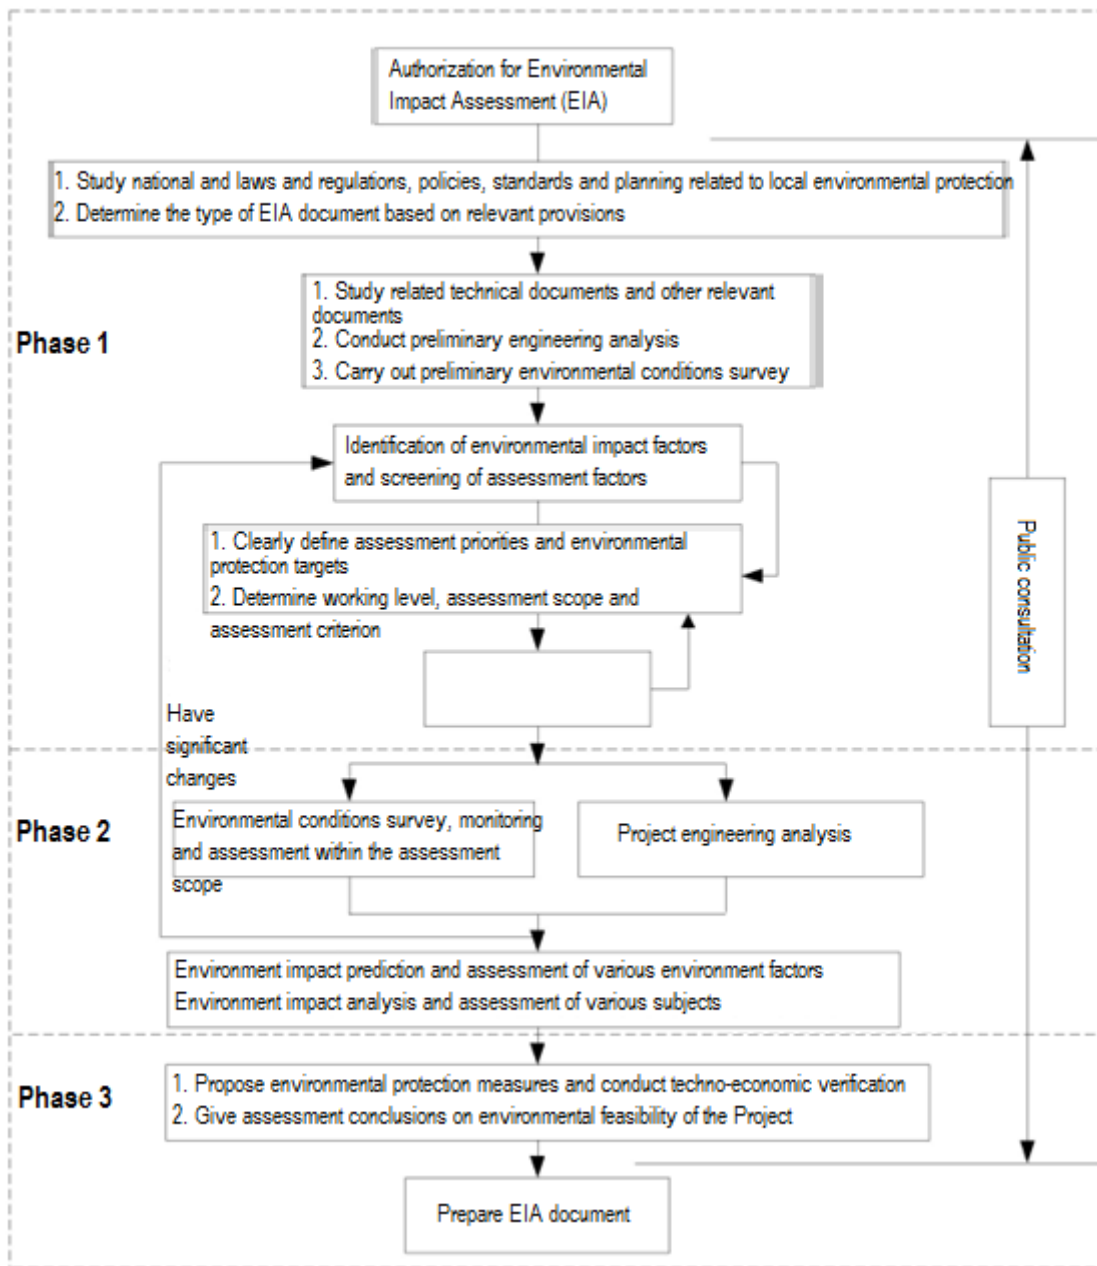 Authorization for Environmental
Impact Assessment (EIA)
1. Study national and laws and regulations, policies, standards and planning related to local environmental protection
2. Determine the type of EIA document based on relevant provisions
1. Study related technical documents and other relevant
documents
2. Conduct preliminary engineering analysis
3. Carry out preliminary environmental conditions survey
Phase 1
Identification of environmental impact factors
and screening of assessment factors
1. Clearly define assessment priorities and environmental
protection targets
2. Determine working level, assessment scope and
assessment criterion
Public consultation
Have
significant
changes
Phase 2
Environmental conditions survey, monitoring
and assessment within the assessment
scope
Project engineering analysis
Environment impact prediction and assessment of various environment factors
Environment impact analysis and assessment of various subjects
Phase 3
1. Propose environmental protection measures and conduct techno-economic verification
2. Give assessment conclusions on environmental feasibility of the Project
Prepare EIA document